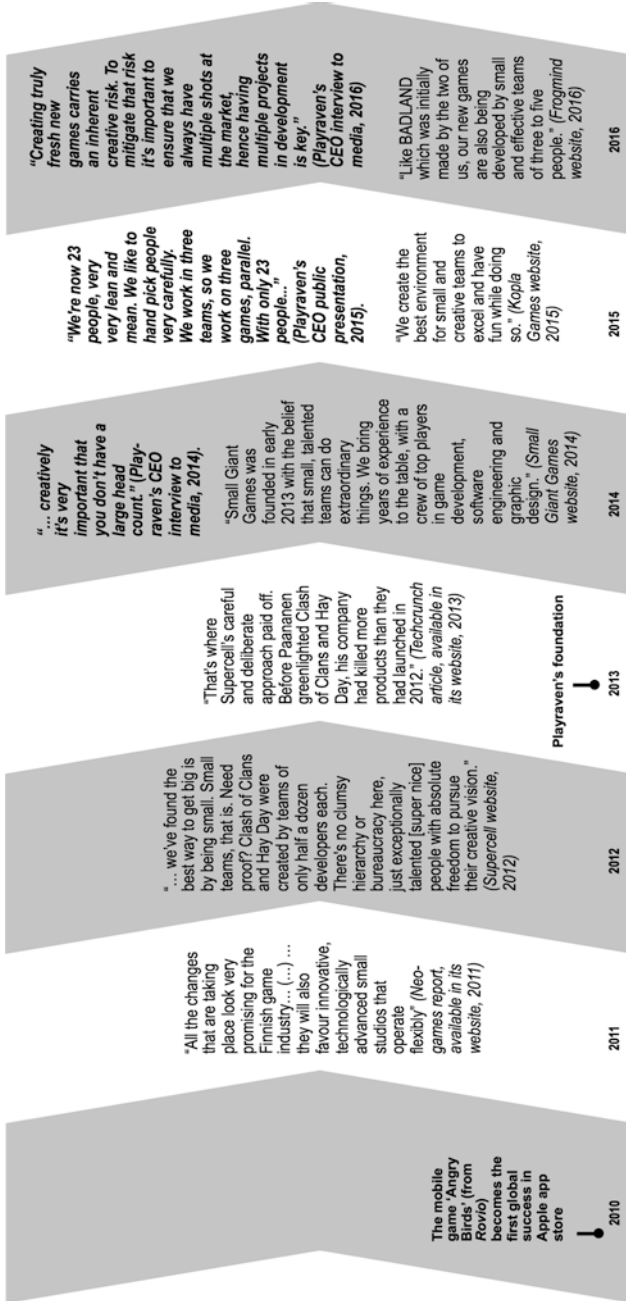 The mobile
game ‘Angry
Birds’ (from
Rovio)
becomes the
first global
success in
Apple app
store
2010
“All the changes
that are taking
place look very
promising for the
Finnish game
industry… (...) …
they will also
favour innovative,
technologically
advanced small
studios that
operate
flexibly” (Neo-
games report,
available in its
website, 2011)
2011
“… we’ve found the
best way to get big is
by being small. Small
teams, that is. Need
proof? Clash of Clans
and Hay Day were
created by teams of
only half a dozen
developers each.
There’s no clumsy
hierarchy or
bureaucracy here,
just exceptionally
talented [super nice]
people with absolute
freedom to pursue
their creative vision.”
(Supercell website,
2012)
2012
“That’s where
Supercell’s careful
and deliberate
approach paid off.
Before Paananen
greenlighted Clash
of Clans and Hay
Day, his company
had killed more
products than they
had launched in
2012.” (Techcrunch
article, available in
its website, 2013)
Playraven’s foundation
2013
“… creatively
it’s very
important that
you don’t have a
large head
count.” (Play-
raven’s CEO
interview to
media, 2014).
“Small Giant
Games was
founded in early
2013 with the belief
that small, talented
teams can do
extraordinary
things. We bring
years of experience
to the table, with a
crew of top players
in game
development,
software
engineering and
graphic
design.” (Small
Giant Games
website, 2014)
2014
“We’re now 23
people, very
very lean and
mean. We like to
hand pick people
very carefully.
We work in three
teams, so we
work on three
games, parallel.
With only 23
people...”
(Playraven’s
CEO public
presentation,
2015).
“We create the
best environment
for small and
creative teams to
excel and have
fun while doing
so.” (Kopla
Games website,
2015)
2015
“Creating truly
fresh new
games carries
an inherent
creative risk. To
mitigate that risk
it’s important to
ensure that we
always have
multiple shots at
the market,
hence having
multiple projects
in development
is key.”
(Playraven’s
CEO interview to
media, 2016)
“Like BADLAND
which was initially
made by the two of
us, our new games
are also being
developed by small
and effective teams
of three to five
people.” (Frogmind
website, 2016)
2016